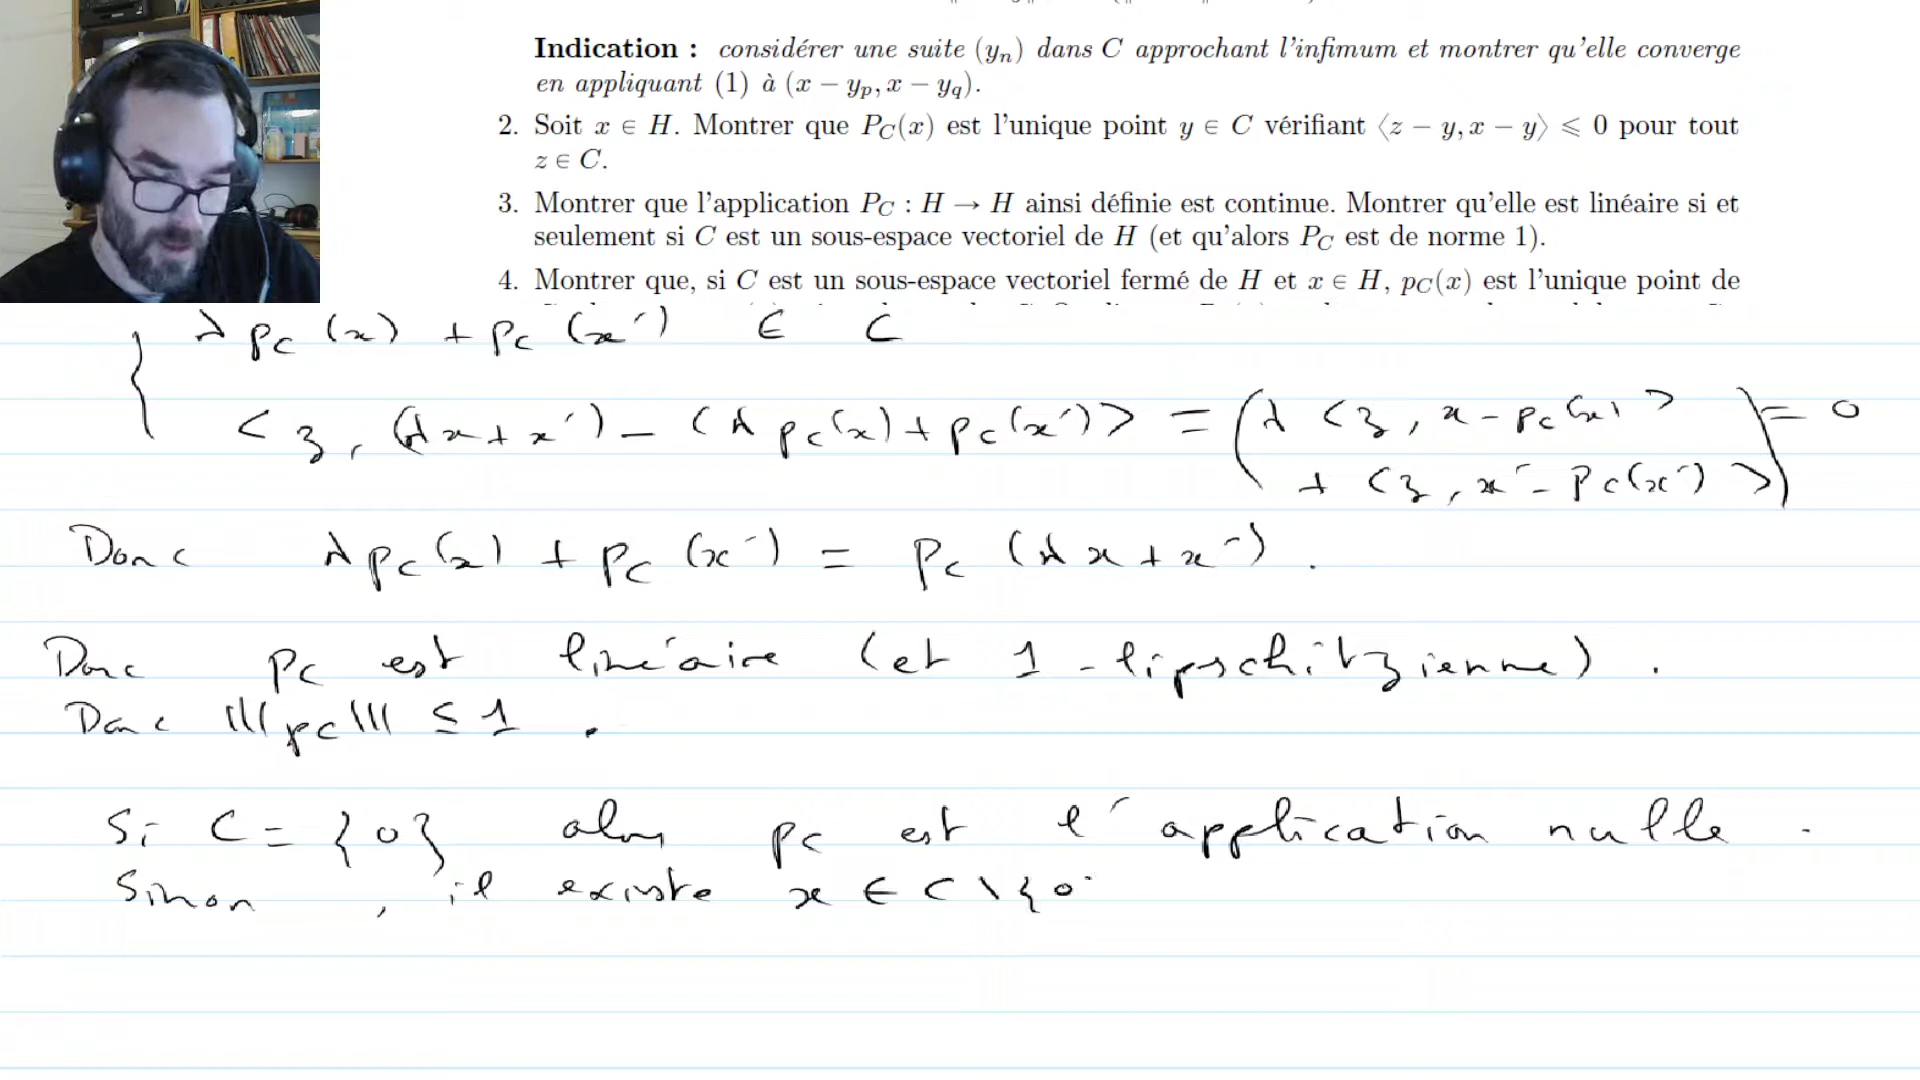 Indication : considérer une suite (yₙ) dans C approchant l'infimum et montrer qu'elle converge
en appliquant (1) à (x − y_p, x − y_q).
2. Soit x ∈ H. Montrer que P_C(x) est l'unique point y ∈ C vérifiant ⟨z − y, x − y⟩ ⩽ 0 pour tout
z ∈ C.
3. Montrer que l'application P_C : H → H ainsi définie est continue. Montrer qu'elle est linéaire si et
seulement si C est un sous-espace vectoriel de H (et qu'alors P_C est de norme 1).
4. Montrer que, si C est un sous-espace vectoriel fermé de H et x ∈ H, p_C(x) est l'unique point de
{ λ p_C(x) + p_C(x') ∈ C
< z, (λx + x') − (λ p_C(x) + p_C(x') > = ( λ < z, x − p_C(x) > ) = 0
+ < z, x' − p_C(x') >
Donc λ p_C(x) + p_C(x') = p_C(λx + x').
Donc p_C est linéaire (et 1-lipschitzienne).
Donc |||p_C||| ≤ 1.
Si C = {0} alors p_C est l'application nulle.
Sinon, il existe x ∈ C \ {0